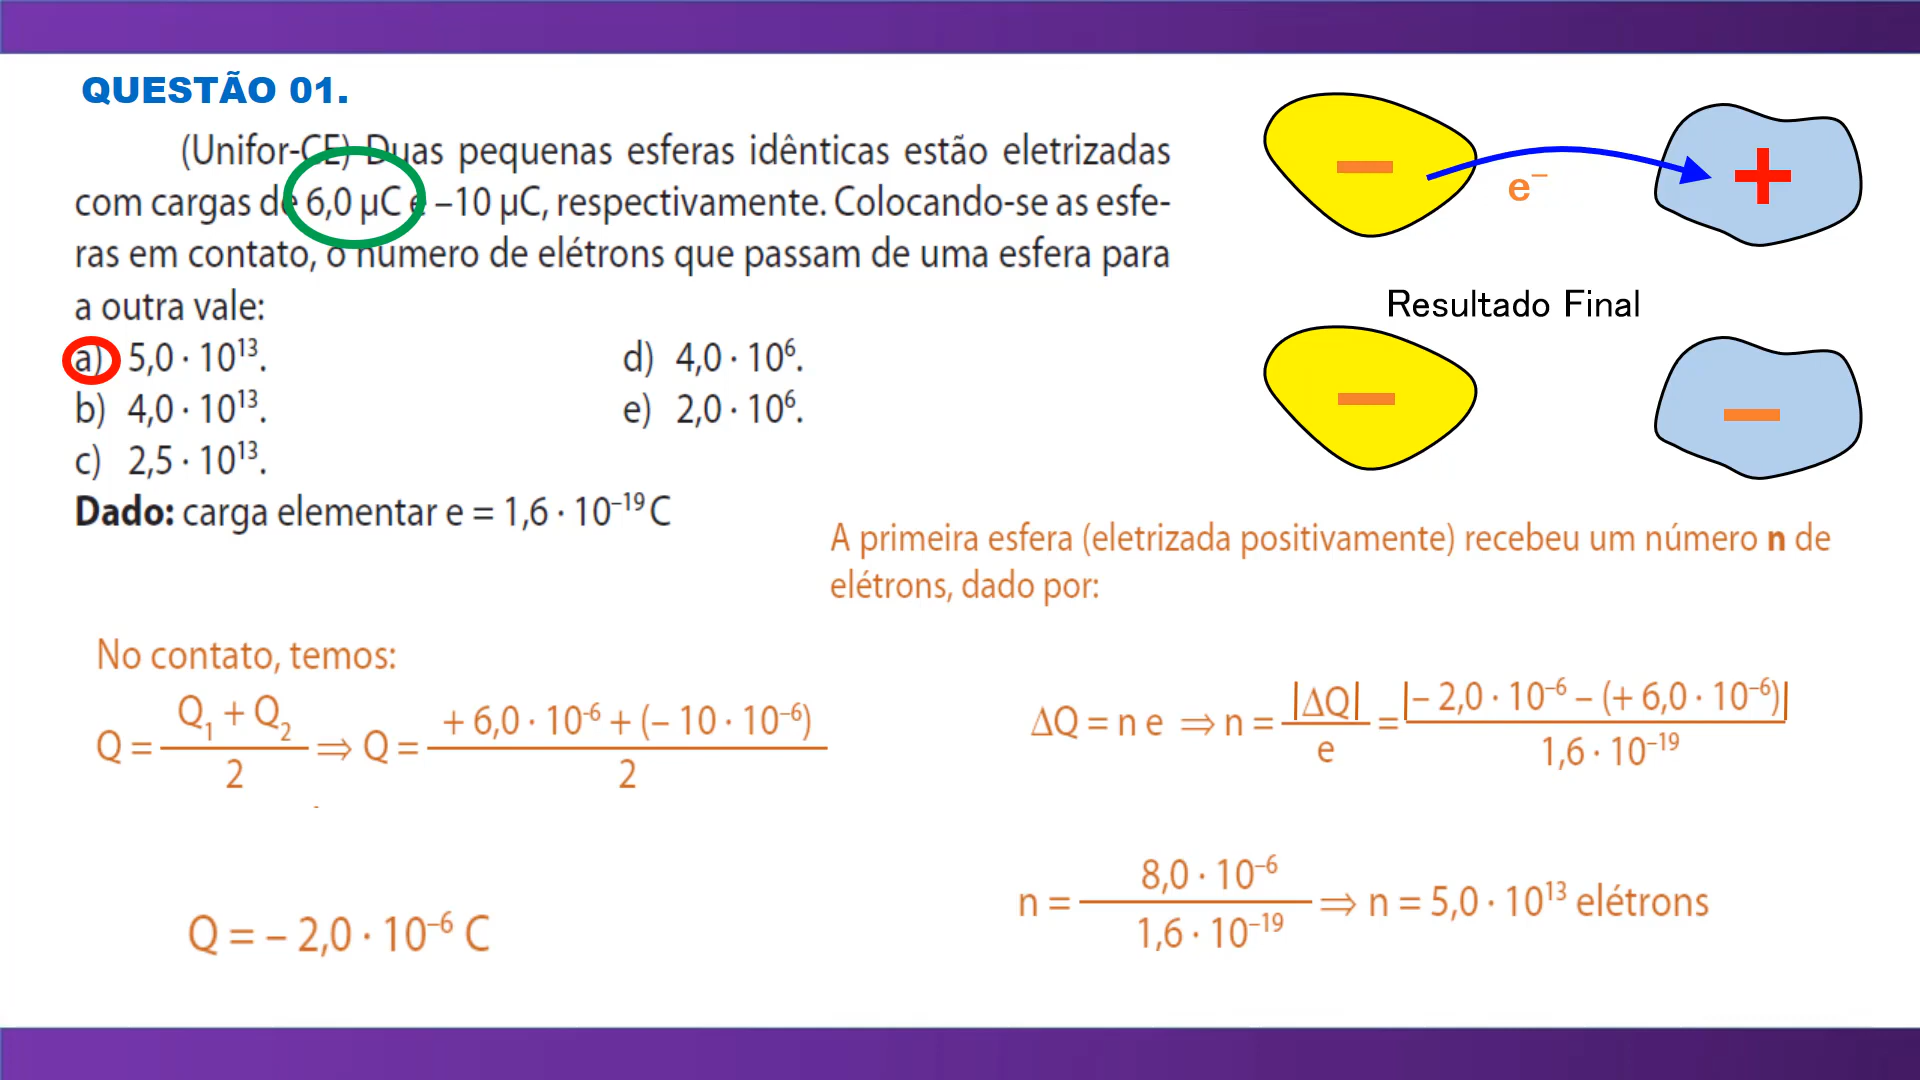 QUESTÃO 01.
(Unifor-CE) Duas pequenas esferas idênticas estão eletrizadas
com cargas de 6,0 μC e –10 μC, respectivamente. Colocando-se as esfe-
ras em contato, o número de elétrons que passam de uma esfera para
a outra vale:
a) 5,0 · 10¹³.
b) 4,0 · 10¹³.
c) 2,5 · 10¹³.
d) 4,0 · 10⁶.
e) 2,0 · 10⁶.
Dado: carga elementar e = 1,6 · 10⁻¹⁹ C
e⁻
Resultado Final
No contato, temos:
Q = (Q₁ + Q₂)/2 ⇒ Q = (+ 6,0 · 10⁻⁶ + (– 10 · 10⁻⁶))/2
Q = – 2,0 · 10⁻⁶ C
A primeira esfera (eletrizada positivamente) recebeu um número n de
elétrons, dado por:
ΔQ = n e ⇒ n = |ΔQ|/e = |– 2,0 · 10⁻⁶ – (+ 6,0 · 10⁻⁶)|/1,6 · 10⁻¹⁹
n = 8,0 · 10⁻⁶/1,6 · 10⁻¹⁹ ⇒ n = 5,0 · 10¹³ elétrons